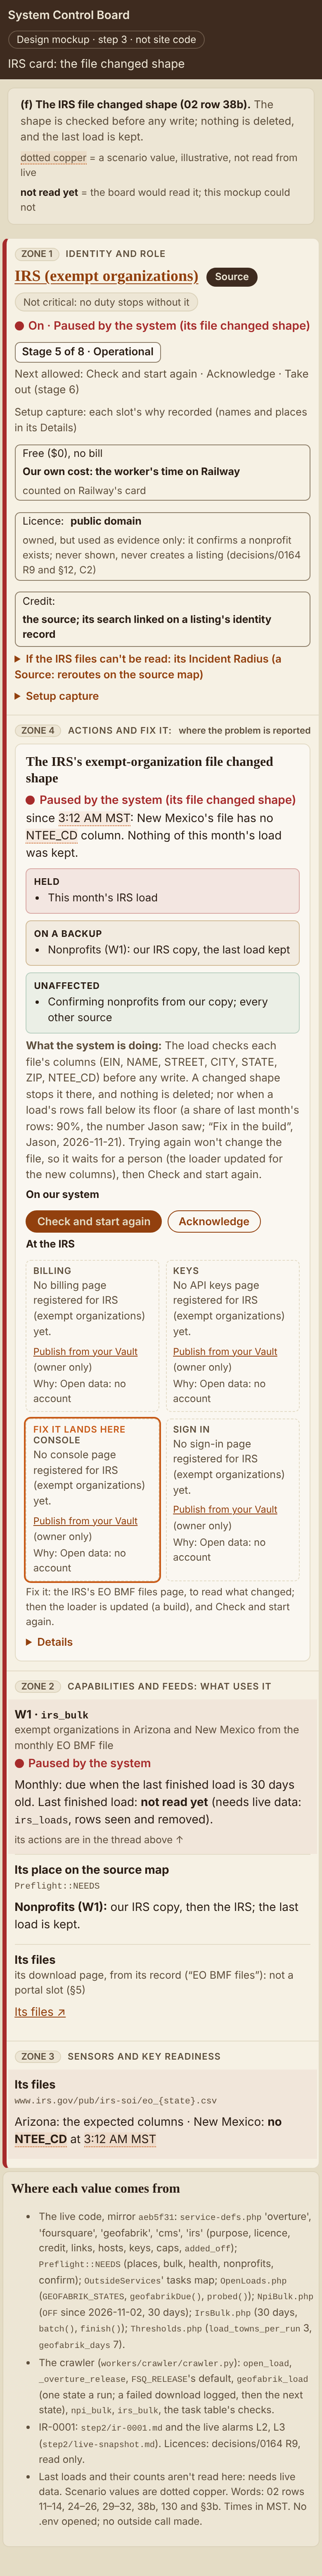 System Control Board
Design mockup · step 3 · not site code
IRS card: the file changed shape
(f) The IRS file changed shape (02 row 38b). The
shape is checked before any write; nothing is deleted,
and the last load is kept.
dotted copper = a scenario value, illustrative, not read from
live
not read yet = the board would read it; this mockup could
not
ZONE 1 IDENTITY AND ROLE
IRS (exempt organizations) Source
Not critical: no duty stops without it
On · Paused by the system (its file changed shape)
Stage 5 of 8 · Operational
Next allowed: Check and start again · Acknowledge · Take
out (stage 6)
Setup capture: each slot's why recorded (names and places
in its Details)
Free ($0), no bill
Our own cost: the worker's time on Railway
counted on Railway's card
Licence: public domain
owned, but used as evidence only: it confirms a nonprofit
exists; never shown, never creates a listing (decisions/0164
R9 and §12, C2)
Credit:
the source; its search linked on a listing's identity
record
▶ If the IRS files can't be read: its Incident Radius (a
Source: reroutes on the source map)
▶ Setup capture
ZONE 4 ACTIONS AND FIX IT: where the problem is reported
The IRS's exempt-organization file changed
shape
Paused by the system (its file changed shape)
since 3:12 AM MST: New Mexico's file has no
NTEE_CD column. Nothing of this month's load
was kept.
HELD
• This month's IRS load
ON A BACKUP
• Nonprofits (W1): our IRS copy, the last load kept
UNAFFECTED
• Confirming nonprofits from our copy; every
other source
What the system is doing: The load checks each
file's columns (EIN, NAME, STREET, CITY, STATE,
ZIP, NTEE_CD) before any write. A changed shape
stops it there, and nothing is deleted; nor when a
load's rows fall below its floor (a share of last month's
rows: 90%, the number Jason saw; “Fix in the build”,
Jason, 2026-11-21). Trying again won't change the
file, so it waits for a person (the loader updated for
the new columns), then Check and start again.
On our system
Check and start again Acknowledge
At the IRS
BILLING
No billing page
registered for IRS
(exempt organizations)
yet.
Publish from your Vault
(owner only)
Why: Open data: no
account
KEYS
No API keys page
registered for IRS
(exempt organizations)
yet.
Publish from your Vault
(owner only)
Why: Open data: no
account
FIX IT LANDS HERE
CONSOLE
No console page
registered for IRS
(exempt organizations)
yet.
Publish from your Vault
(owner only)
Why: Open data: no
account
SIGN IN
No sign-in page
registered for IRS
(exempt organizations)
yet.
Publish from your Vault
(owner only)
Why: Open data: no
account
Fix it: the IRS's EO BMF files page, to read what changed;
then the loader is updated (a build), and Check and start
again.
▶ Details
ZONE 2 CAPABILITIES AND FEEDS: WHAT USES IT
W1 · irs_bulk
exempt organizations in Arizona and New Mexico from the
monthly EO BMF file
Paused by the system
Monthly: due when the last finished load is 30 days
old. Last finished load: not read yet (needs live data:
irs_loads, rows seen and removed).
its actions are in the thread above ↑
Its place on the source map
Preflight::NEEDS
Nonprofits (W1): our IRS copy, then the IRS; the last
load is kept.
Its files
its download page, from its record (“EO BMF files”): not a
portal slot (§5)
Its files ↗
ZONE 3 SENSORS AND KEY READINESS
Its files
www.irs.gov/pub/irs-soi/eo_{state}.csv
Arizona: the expected columns · New Mexico: no
NTEE_CD at 3:12 AM MST
Where each value comes from
• The live code, mirror aeb5f31: service-defs.php 'overture',
'foursquare', 'geofabrik', 'cms', 'irs' (purpose, licence,
credit, links, hosts, keys, caps, added_off);
Preflight::NEEDS (places, bulk, health, nonprofits,
confirm); OutsideServices' tasks map; OpenLoads.php
(GEOFABRIK_STATES, geofabrikDue(), probed()); NpiBulk.php
(OFF since 2026-11-02, 30 days); IrsBulk.php (30 days,
batch(), finish()); Thresholds.php (load_towns_per_run 3,
geofabrik_days 7).
• The crawler (workers/crawler/crawler.py): open_load,
_overture_release, FSQ_RELEASE's default, geofabrik_load
(one state a run; a failed download logged, then the next
state), npi_bulk, irs_bulk, the task table's checks.
• IR-0001: step2/ir-0001.md and the live alarms L2, L3
(step2/live-snapshot.md). Licences: decisions/0164 R9,
read only.
• Last loads and their counts aren't read here: needs live
data. Scenario values are dotted copper. Words: 02 rows
11–14, 24–26, 29–32, 38b, 130 and §3b. Times in MST. No
.env opened; no outside call made.